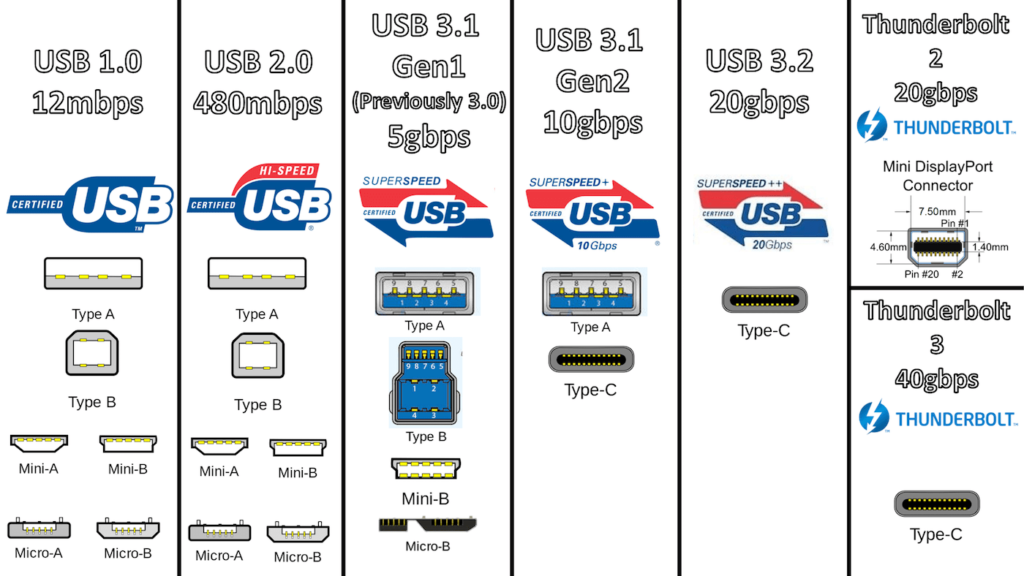 USB 1.0
12mbps
CERTIFIED USB
TM
Type A
Type B
Mini-A
Mini-B
Micro-A
Micro-B
USB 2.0
480mbps
HI-SPEED
CERTIFIED USB
®
Type A
Type B
Mini-A
Mini-B
Micro-A
Micro-B
USB 3.1
Gen1
(Previously 3.0)
5gbps
SUPERSPEED
CERTIFIED USB
9 8 7 6 5
1 2 3 4
Type A
9 8 7 6 5
1 2
4 3
Type B
Mini-B
Micro-B
USB 3.1
Gen2
10gbps
SUPERSPEED+
CERTIFIED USB
®
10Gbps
9 8 7 6 5
1 2 3 4
Type A
Type-C
USB 3.2
20gbps
SUPERSPEED ++
CERTIFIED USB
20Gbps
Type-C
Thunderbolt
2
20gbps
THUNDERBOLT
Mini DisplayPort
Connector
7.50mm
Pin #1
4.60mm
1.40mm
Pin #20 #2
Thunderbolt
3
40gbps
THUNDERBOLT
Type-C